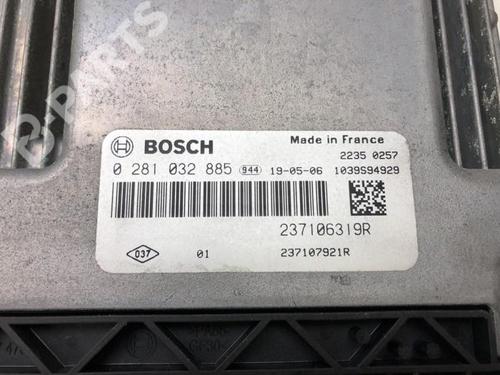 BOSCH
Made in France
2235 0257
0 281 032 885 944 19-05-06 1039S94929
237106319R
037 01 237107921R
B-PARTS